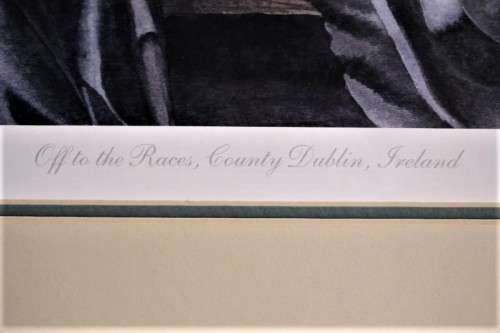 Off to the Races, County Dublin, Ireland